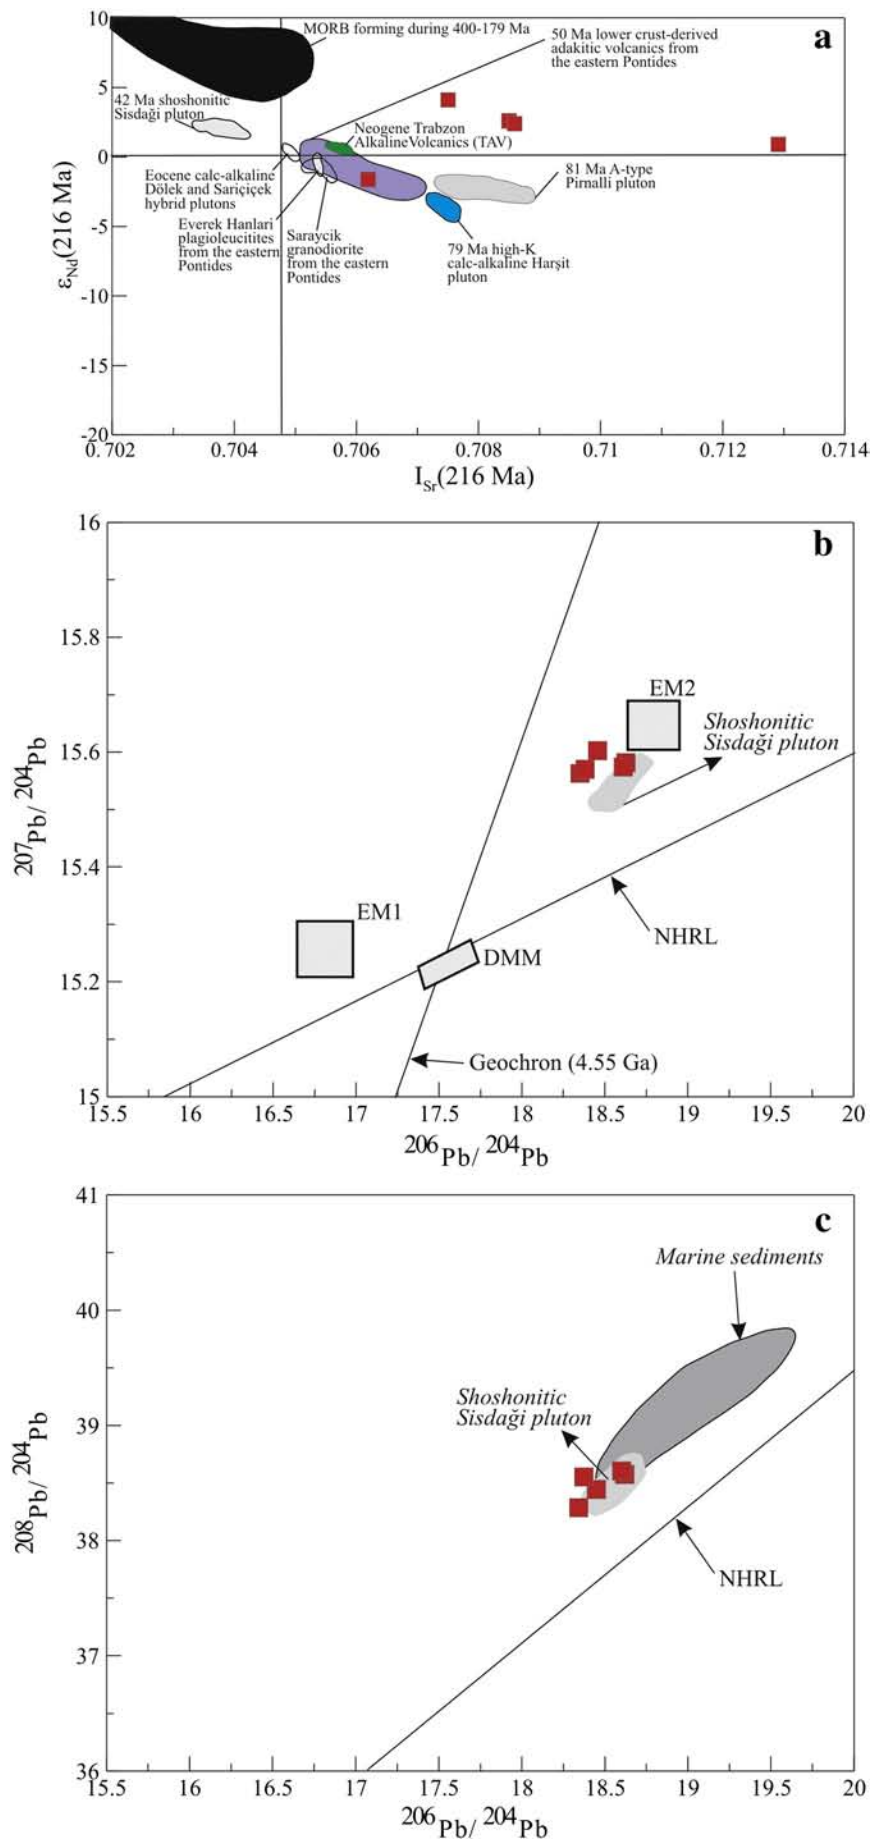 a
10
5
0
-5
-10
-15
-20
εNd(216 Ma)
MORB forming during 400-179 Ma
50 Ma lower crust-derived
adakitic volcanics from
the eastern Pontides
42 Ma shoshonitic
Sisdaği pluton
Neogene Trabzon
AlkalineVolcanics (TAV)
Eocene calc-alkaline
Dölek and Sariçiçek
hybrid plutons
81 Ma A-type
Pirnalli pluton
Everek Hanlari
plagioleucitites
from the eastern
Pontides
Saraycik
granodiorite
from the eastern
Pontides
79 Ma high-K
calc-alkaline Harşit
pluton
0.702 0.704 0.706 0.708 0.71 0.712 0.714
ISr(216 Ma)
b
16
15.8
15.6
15.4
15.2
15
207Pb/ 204Pb
EM2
Shoshonitic
Sisdaği pluton
EM1
NHRL
DMM
Geochron (4.55 Ga)
15.5 16 16.5 17 17.5 18 18.5 19 19.5 20
206Pb/ 204Pb
c
41
40
39
38
37
36
208Pb/ 204Pb
Marine sediments
Shoshonitic
Sisdaği pluton
NHRL
15.5 16 16.5 17 17.5 18 18.5 19 19.5 20
206Pb/ 204Pb